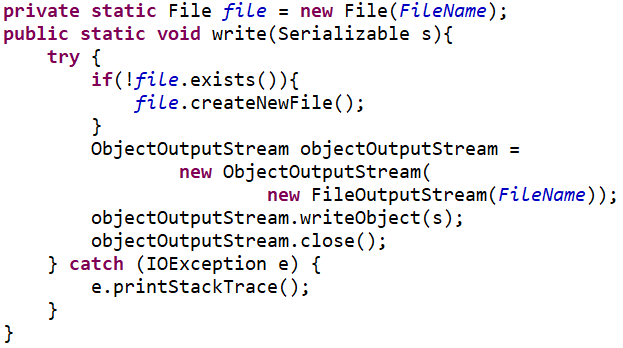 private static File file = new File(FileName);
public static void write(Serializable s){
    try {
        if(!file.exists()){
            file.createNewFile();
        }
        ObjectOutputStream objectOutputStream =
                new ObjectOutputStream(
                        new FileOutputStream(FileName));
        objectOutputStream.writeObject(s);
        objectOutputStream.close();
    } catch (IOException e) {
        e.printStackTrace();
    }
}